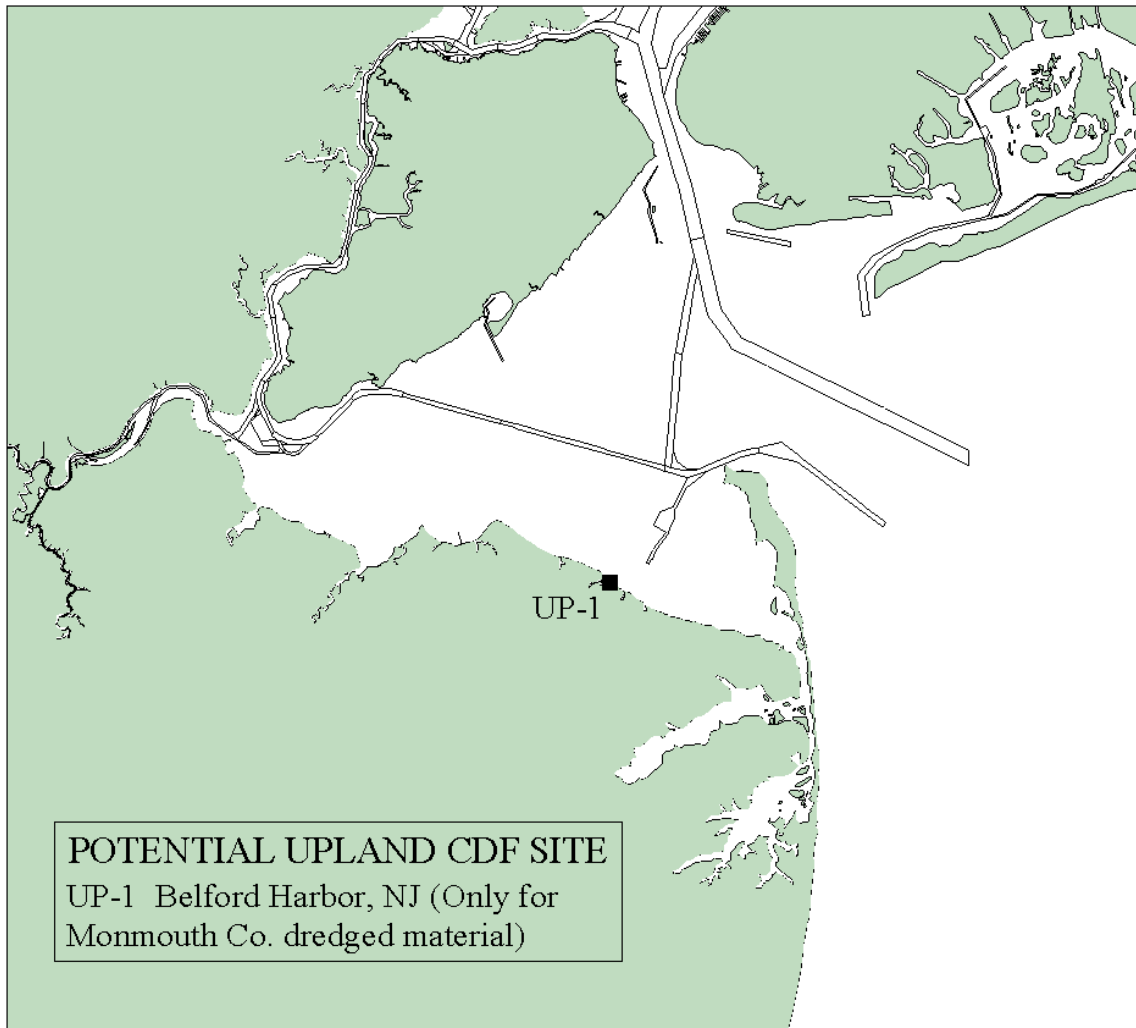 UP-1
POTENTIAL UPLAND CDF SITE
UP-1 Belford Harbor, NJ (Only for
Monmouth Co. dredged material)